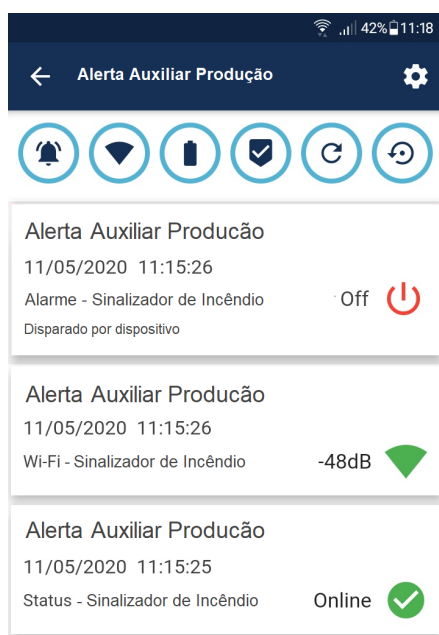 42% 11:18
Alerta Auxiliar Produção
Alerta Auxiliar Producão
11/05/2020 11:15:26
Alarme - Sinalizador de Incêndio Off
Disparado por dispositivo
Alerta Auxiliar Producão
11/05/2020 11:15:26
Wi-Fi - Sinalizador de Incêndio -48dB
Alerta Auxiliar Producão
11/05/2020 11:15:25
Status - Sinalizador de Incêndio Online